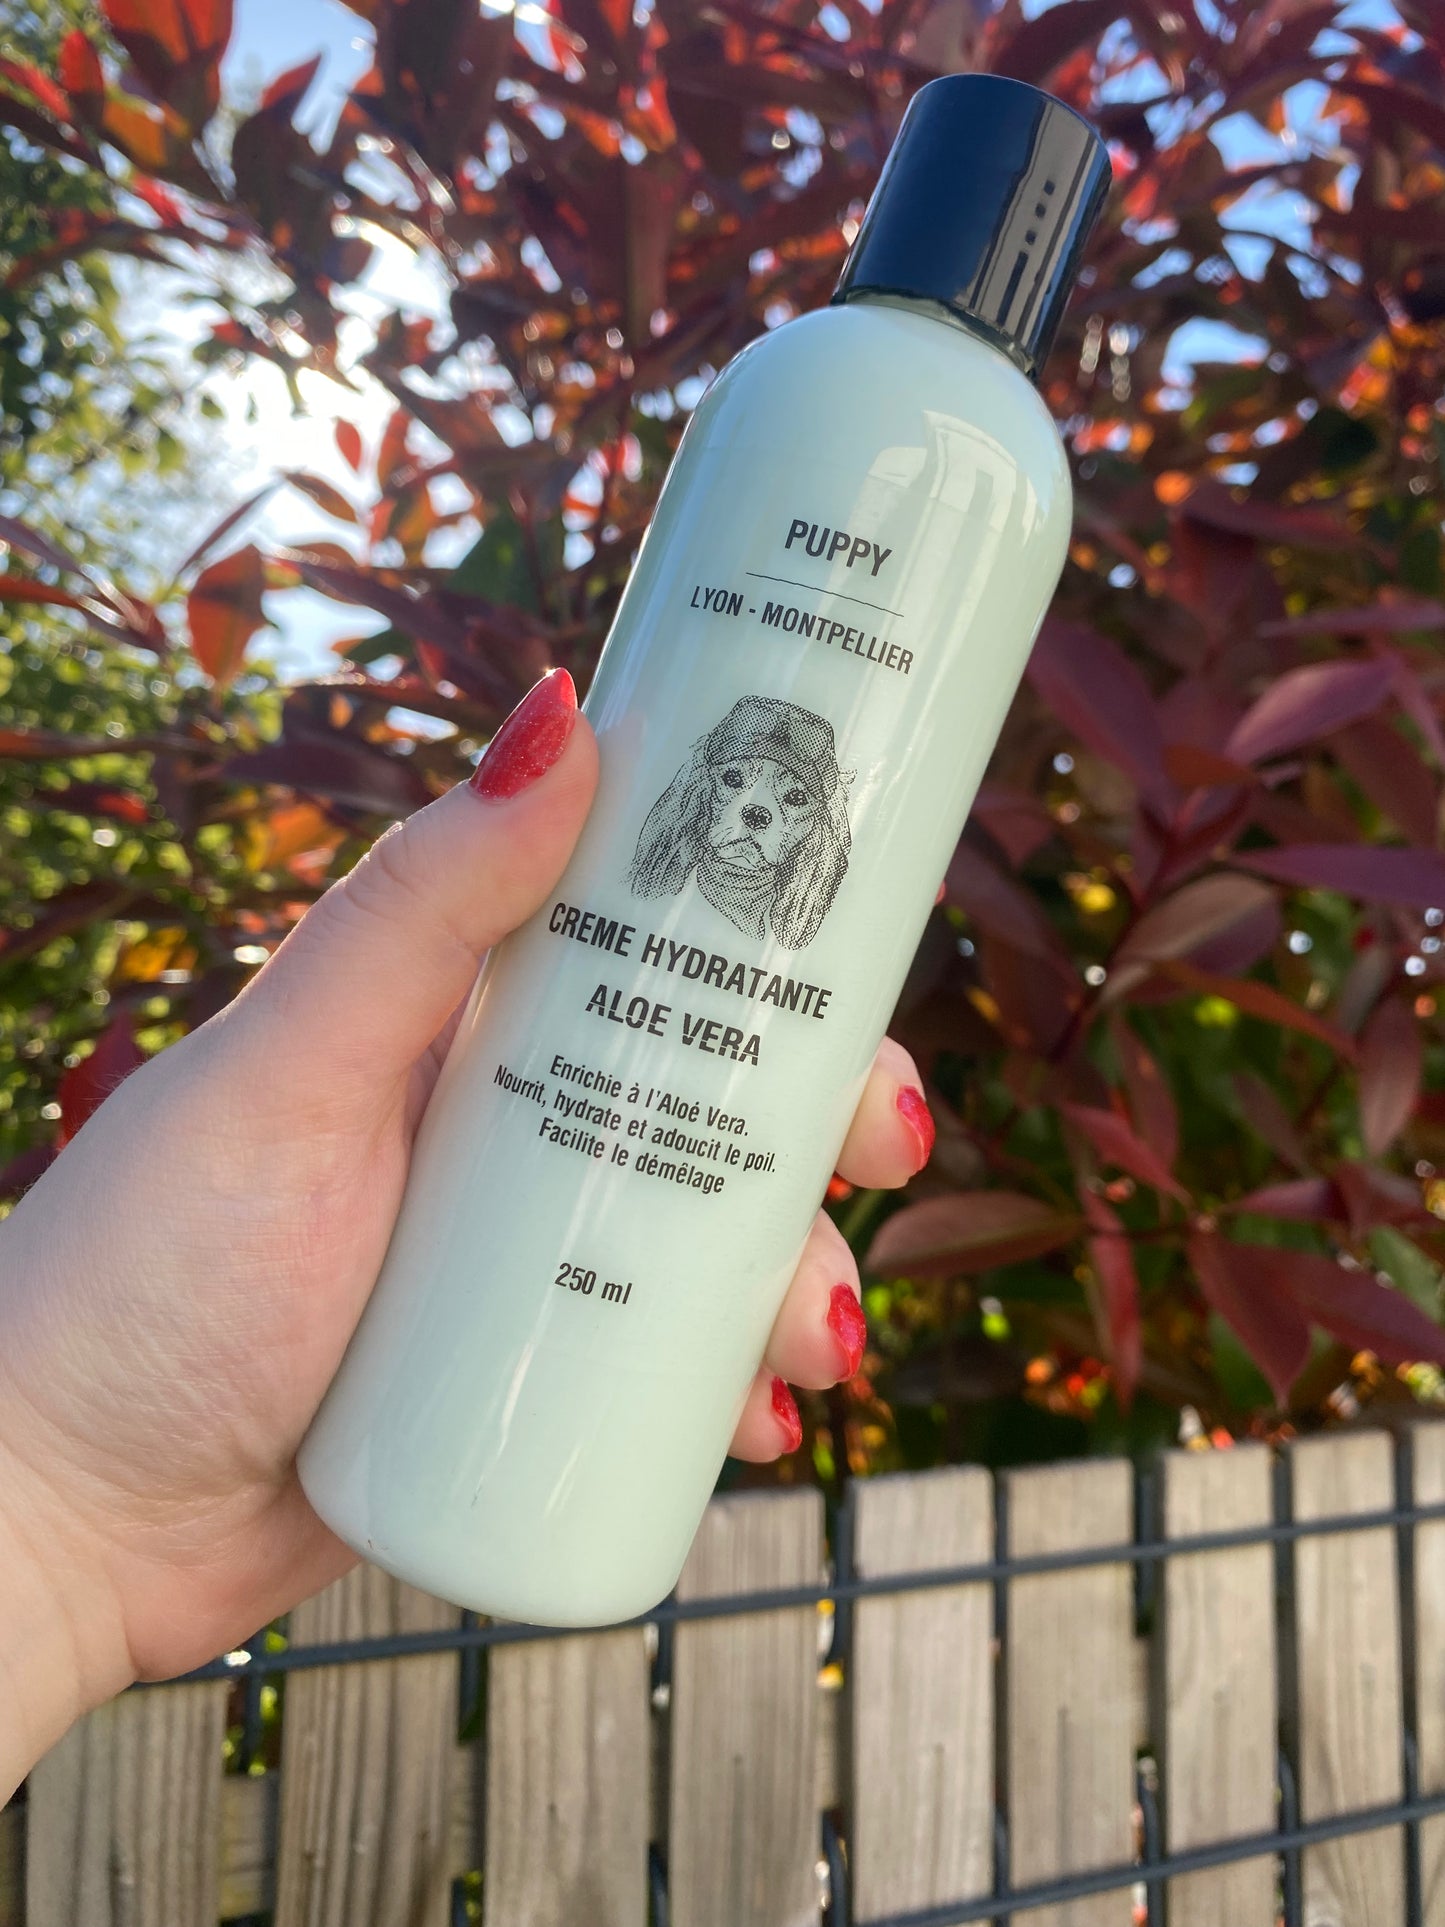 PUPPY
LYON - MONTPELLIER
CREME HYDRATANTE
ALOE VERA
Enrichie à l'Aloé Vera.
Nourrit, hydrate et adoucit le poil.
Facilite le démêlage
250 ml